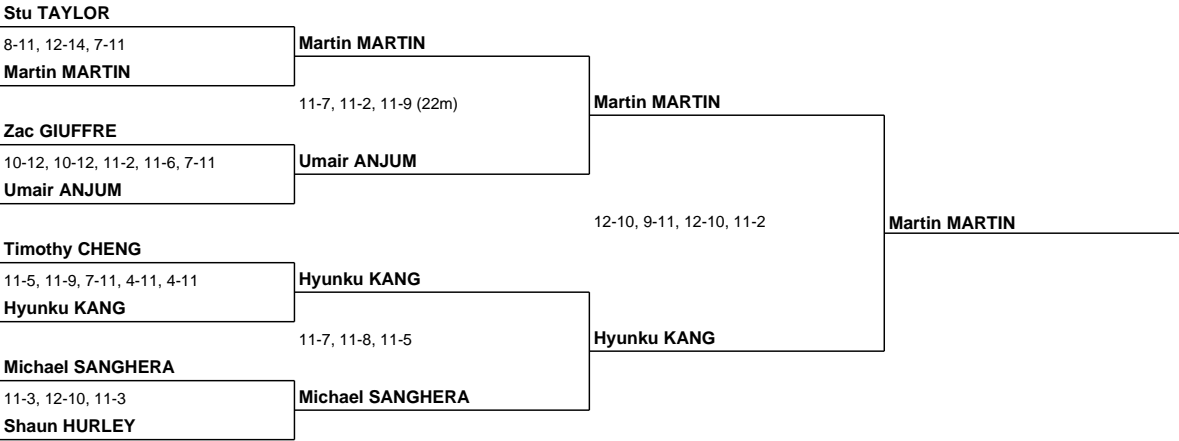 Stu TAYLOR
8-11, 12-14, 7-11
Martin MARTIN
Martin MARTIN
11-7, 11-2, 11-9 (22m)
Martin MARTIN
Zac GIUFFRE
10-12, 10-12, 11-2, 11-6, 7-11
Umair ANJUM
Umair ANJUM
12-10, 9-11, 12-10, 11-2
Martin MARTIN
Timothy CHENG
11-5, 11-9, 7-11, 4-11, 4-11
Hyunku KANG
Hyunku KANG
11-7, 11-8, 11-5
Hyunku KANG
Michael SANGHERA
11-3, 12-10, 11-3
Michael SANGHERA
Shaun HURLEY